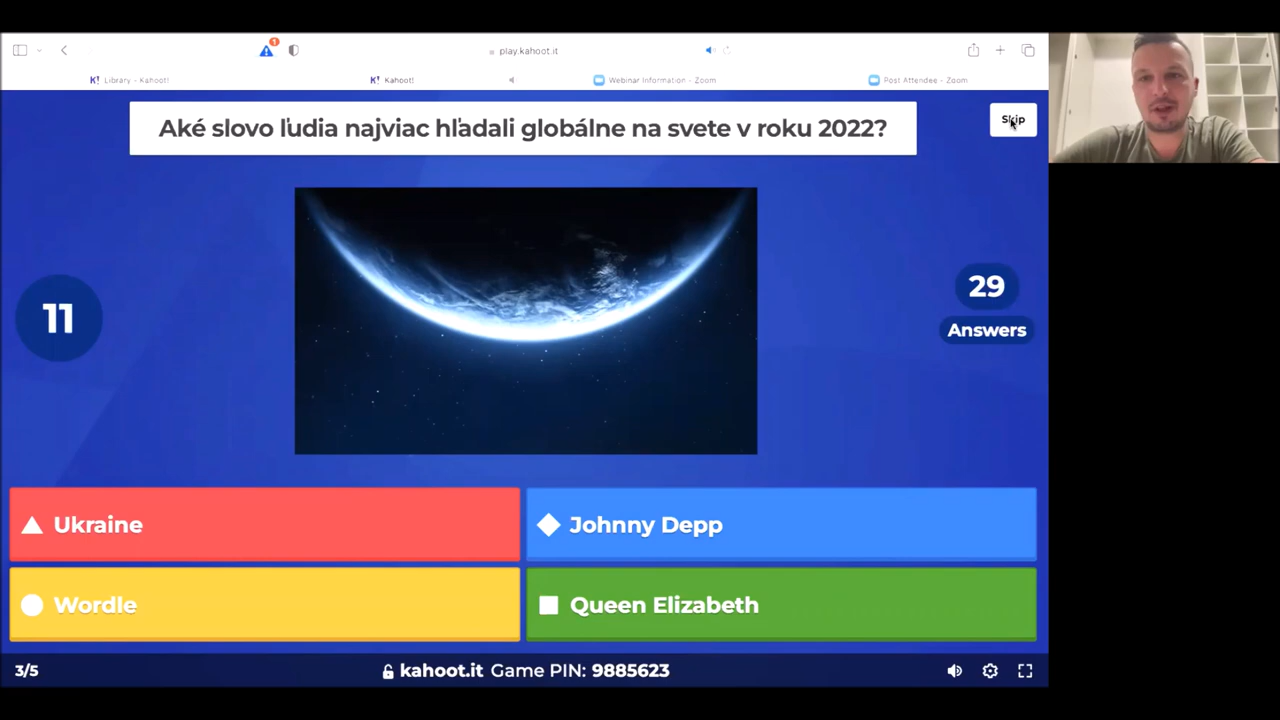 1
play.kahoot.it
K! Library - Kahoot!
K! Kahoot!
Webinar Information - Zoom
Post Attendee - Zoom
Aké slovo ľudia najviac hľadali globálne na svete v roku 2022?
Skip
11
29
Answers
Ukraine
Johnny Depp
Wordle
Queen Elizabeth
3/5
kahoot.it Game PIN: 9885623